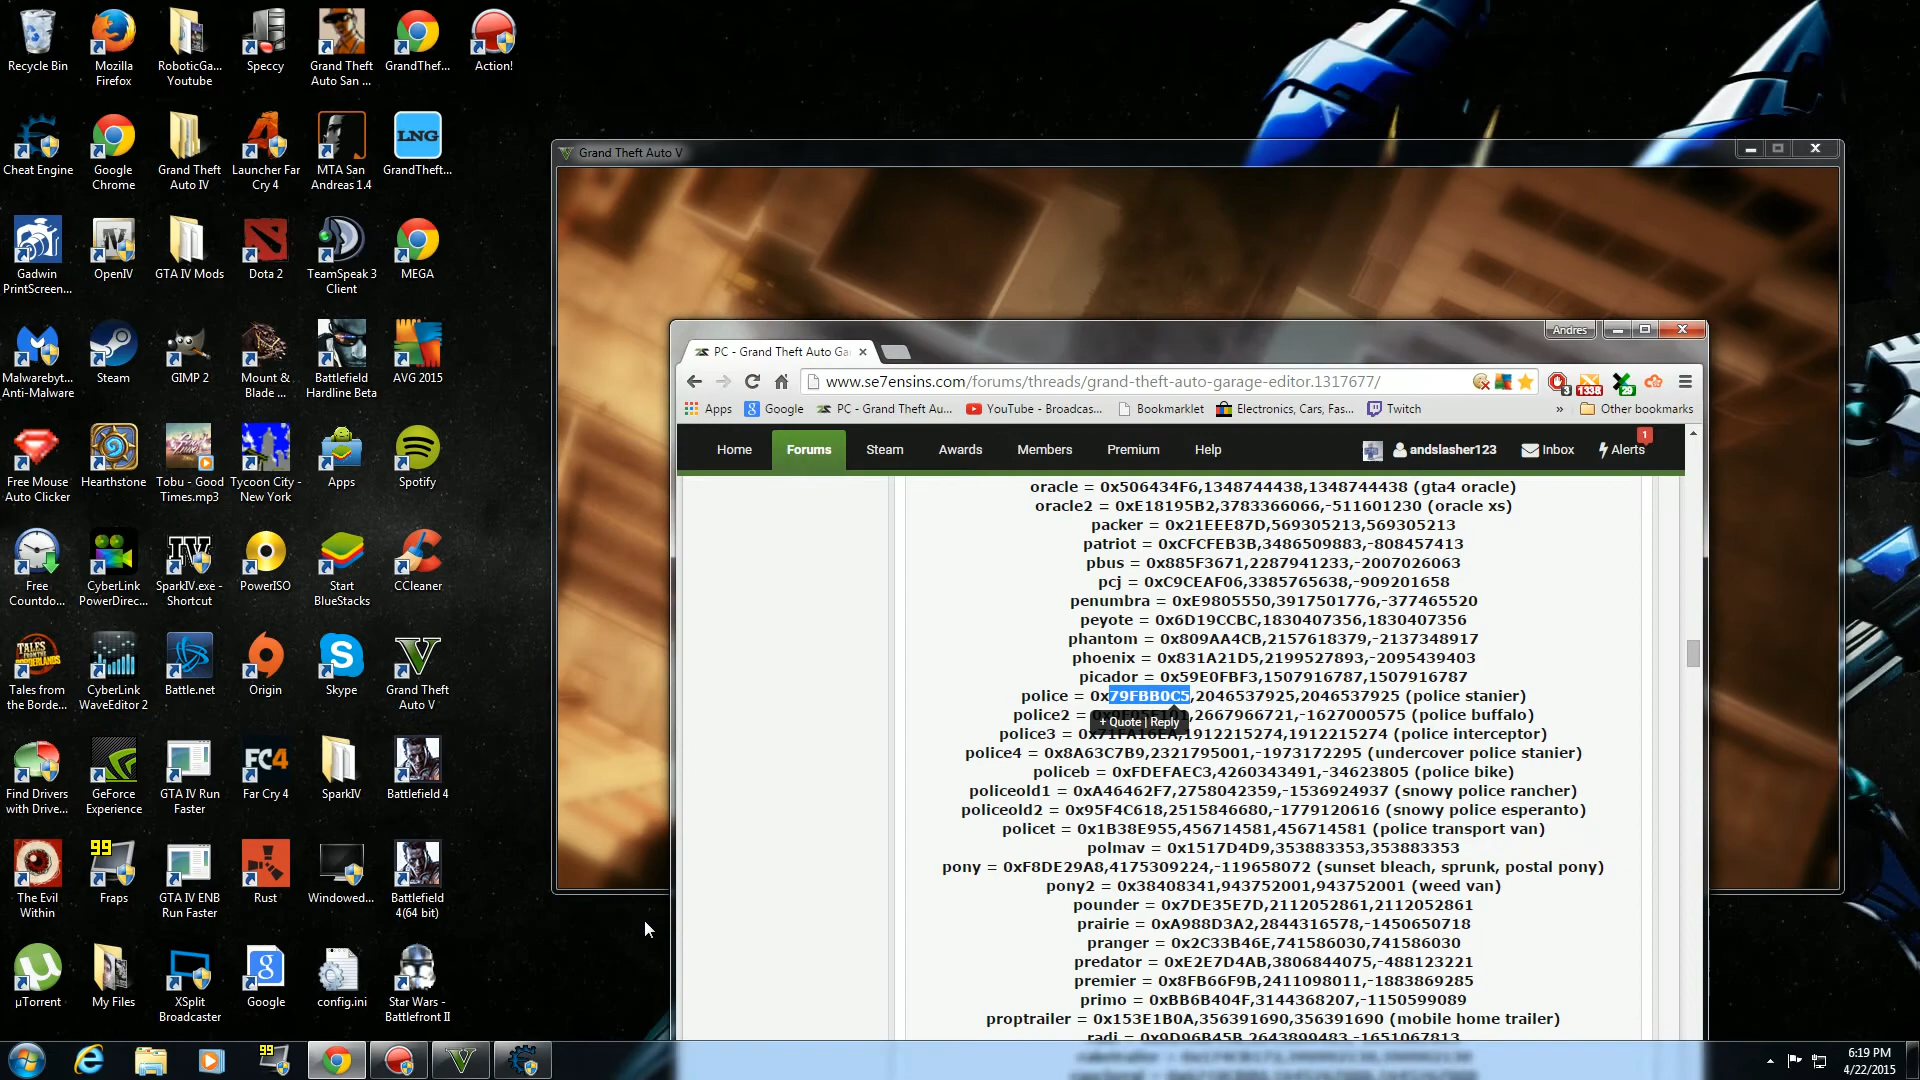 Recycle Bin
Mozilla
Firefox
RoboticGa...
Youtube
Speccy
Grand Theft
Auto San ...
GrandThef...
Action!
Cheat Engine
Google
Chrome
Grand Theft
Auto IV
Launcher Far
Cry 4
MTA San
Andreas 1.4
LNG
GrandTheft...
Gadwin
PrintScreen...
IV
OpenIV
GTA IV Mods
Dota 2
TeamSpeak 3
Client
MEGA
Malwarebyt...
Anti-Malware
Steam
GIMP 2
Mount &
Blade ...
Battlefield
Hardline Beta
AVG 2015
Free Mouse
Auto Clicker
Hearthstone
Tobu - Good
Times.mp3
Tycoon City -
New York
Apps
Spotify
Free
Countdo...
CyberLink
PowerDirec...
IV
SparkIV.exe -
Shortcut
PowerISO
Start
BlueStacks
CCleaner
Tales from
the Border...
CyberLink
WaveEditor 2
Battle.net
Origin
Skype
Grand Theft
Auto V
Find Drivers
with Drive...
GeForce
Experience
GTA IV Run
Faster
FC4
Far Cry 4
SparkIV
Battlefield 4
The Evil
Within
99
Fraps
GTA IV ENB
Run Faster
Rust
Windowed...
Battlefield
4(64 bit)
µTorrent
My Files
XSplit
Broadcaster
Google
config.ini
Star Wars -
Battlefront II
Grand Theft Auto V
Andres
PC - Grand Theft Auto Ga
www.se7ensins.com/forums/threads/grand-theft-auto-garage-editor.1317677/
3
1338
29
Apps
Google
PC - Grand Theft Au...
YouTube - Broadcas...
Bookmarklet
Electronics, Cars, Fas...
Twitch
»
Other bookmarks
Home
Forums
Steam
Awards
Members
Premium
Help
andslasher123
Inbox
Alerts
1
oracle = 0x506434F6,1348744438,1348744438 (gta4 oracle)
oracle2 = 0xE18195B2,3783366066,-511601230 (oracle xs)
packer = 0x21EEE87D,569305213,569305213
patriot = 0xCFCFEB3B,3486509883,-808457413
pbus = 0x885F3671,2287941233,-2007026063
pcj = 0xC9CEAF06,3385765638,-909201658
penumbra = 0xE9805550,3917501776,-377465520
peyote = 0x6D19CCBC,1830407356,1830407356
phantom = 0x809AA4CB,2157618379,-2137348917
phoenix = 0x831A21D5,2199527893,-2095439403
picador = 0x59E0FBF3,1507916787,1507916787
police = 0x79FBB0C5,2046537925,2046537925 (police stanier)
police2 = ,2667966721,-1627000575 (police buffalo)
+ Quote | Reply
police3 = 0x71FA16EA,1912215274,1912215274 (police interceptor)
police4 = 0x8A63C7B9,2321795001,-1973172295 (undercover police stanier)
policeb = 0xFDEFAEC3,4260343491,-34623805 (police bike)
policeold1 = 0xA46462F7,2758042359,-1536924937 (snowy police rancher)
policeold2 = 0x95F4C618,2515846680,-1779120616 (snowy police esperanto)
policet = 0x1B38E955,456714581,456714581 (police transport van)
polmav = 0x1517D4D9,353883353,353883353
pony = 0xF8DE29A8,4175309224,-119658072 (sunset bleach, sprunk, postal pony)
pony2 = 0x38408341,943752001,943752001 (weed van)
pounder = 0x7DE35E7D,2112052861,2112052861
prairie = 0xA988D3A2,2844316578,-1450650718
pranger = 0x2C33B46E,741586030,741586030
predator = 0xE2E7D4AB,3806844075,-488123221
premier = 0x8FB66F9B,2411098011,-1883869285
primo = 0xBB6B404F,3144368207,-1150599089
proptrailer = 0x153E1B0A,356391690,356391690 (mobile home trailer)
radi = 0x9D96B45B,2643899483,-1651067813
99
6:19 PM
4/22/2015